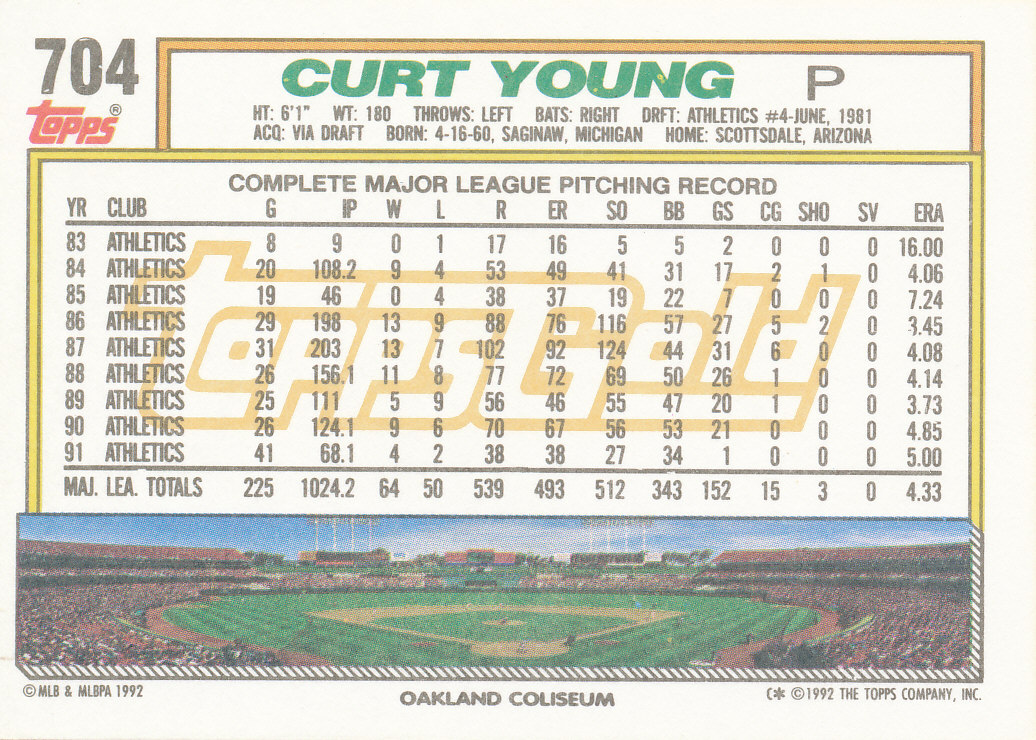 704
topps®
CURT YOUNG P
HT: 6'1" WT: 180 THROWS: LEFT BATS: RIGHT DRFT: ATHLETICS #4-JUNE, 1981
ACQ: VIA DRAFT BORN: 4-16-60, SAGINAW, MICHIGAN HOME: SCOTTSDALE, ARIZONA
COMPLETE MAJOR LEAGUE PITCHING RECORD
YR CLUB G IP W L R ER SO BB GS CG SHO SV ERA
83 ATHLETICS 8 9 0 1 17 16 5 5 2 0 0 0 16.00
84 ATHLETICS 20 108.2 9 4 53 49 41 31 17 2 1 0 4.06
85 ATHLETICS 19 46 0 4 38 37 19 22 7 0 0 0 7.24
86 ATHLETICS 29 198 13 9 88 76 116 57 27 5 2 0 3.45
87 ATHLETICS 31 203 13 7 102 92 124 44 31 6 0 0 4.08
88 ATHLETICS 26 156.1 11 8 77 72 69 50 26 1 0 0 4.14
89 ATHLETICS 25 111 5 9 56 46 55 47 20 1 0 0 3.73
90 ATHLETICS 26 124.1 9 6 70 67 56 53 21 0 0 0 4.85
91 ATHLETICS 41 68.1 4 2 38 38 27 34 1 0 0 0 5.00
MAJ. LEA. TOTALS 225 1024.2 64 50 539 493 512 343 152 15 3 0 4.33
ToppsGold
©MLB & MLBPA 1992
OAKLAND COLISEUM
C* ©1992 THE TOPPS COMPANY, INC.